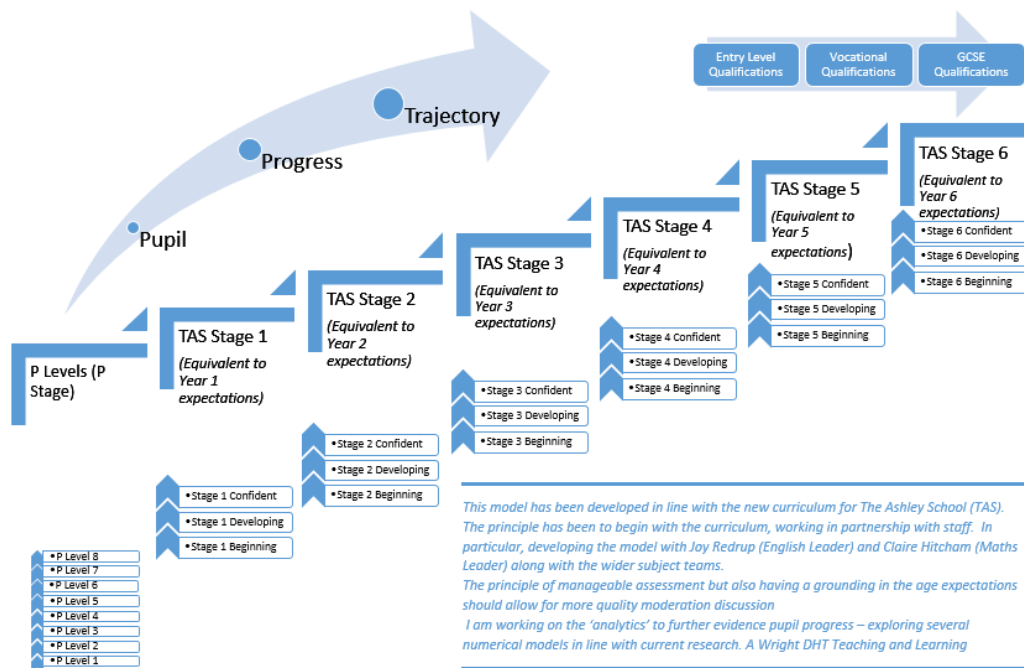 Entry Level
Qualifications
Vocational
Qualifications
GCSE
Qualifications
Trajectory
Progress
Pupil
TAS Stage 6
(Equivalent to
Year 6
expectations)
•Stage 6 Confident
•Stage 6 Developing
•Stage 6 Beginning
TAS Stage 5
(Equivalent to
Year 5
expectations)
•Stage 5 Confident
•Stage 5 Developing
•Stage 5 Beginning
TAS Stage 4
(Equivalent to
Year 4
expectations)
•Stage 4 Confident
•Stage 4 Developing
•Stage 4 Beginning
TAS Stage 3
(Equivalent to
Year 3
expectations)
•Stage 3 Confident
•Stage 3 Developing
•Stage 3 Beginning
TAS Stage 2
(Equivalent to
Year 2
expectations)
•Stage 2 Confident
•Stage 2 Developing
•Stage 2 Beginning
TAS Stage 1
(Equivalent to
Year 1
expectations)
•Stage 1 Confident
•Stage 1 Developing
•Stage 1 Beginning
P Levels (P
Stage)
•P Level 8
•P Level 7
•P Level 6
•P Level 5
•P Level 4
•P Level 3
•P Level 2
•P Level 1
This model has been developed in line with the new curriculum for The Ashley School (TAS).
The principle has been to begin with the curriculum, working in partnership with staff. In
particular, developing the model with Joy Redrup (English Leader) and Claire Hitcham (Maths
Leader) along with the wider subject teams.
The principle of manageable assessment but also having a grounding in the age expectations
should allow for more quality moderation discussion
I am working on the ‘analytics’ to further evidence pupil progress – exploring several
numerical models in line with current research. A Wright DHT Teaching and Learning